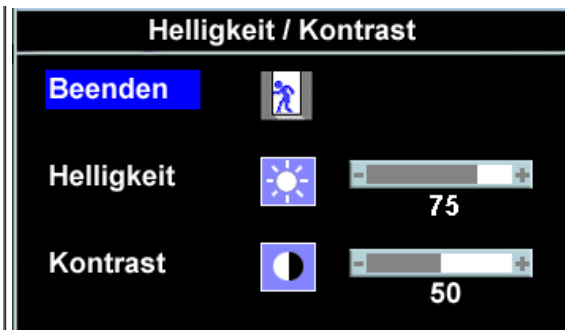 Helligkeit / Kontrast
Beenden
Helligkeit
- +
75
Kontrast
- +
50